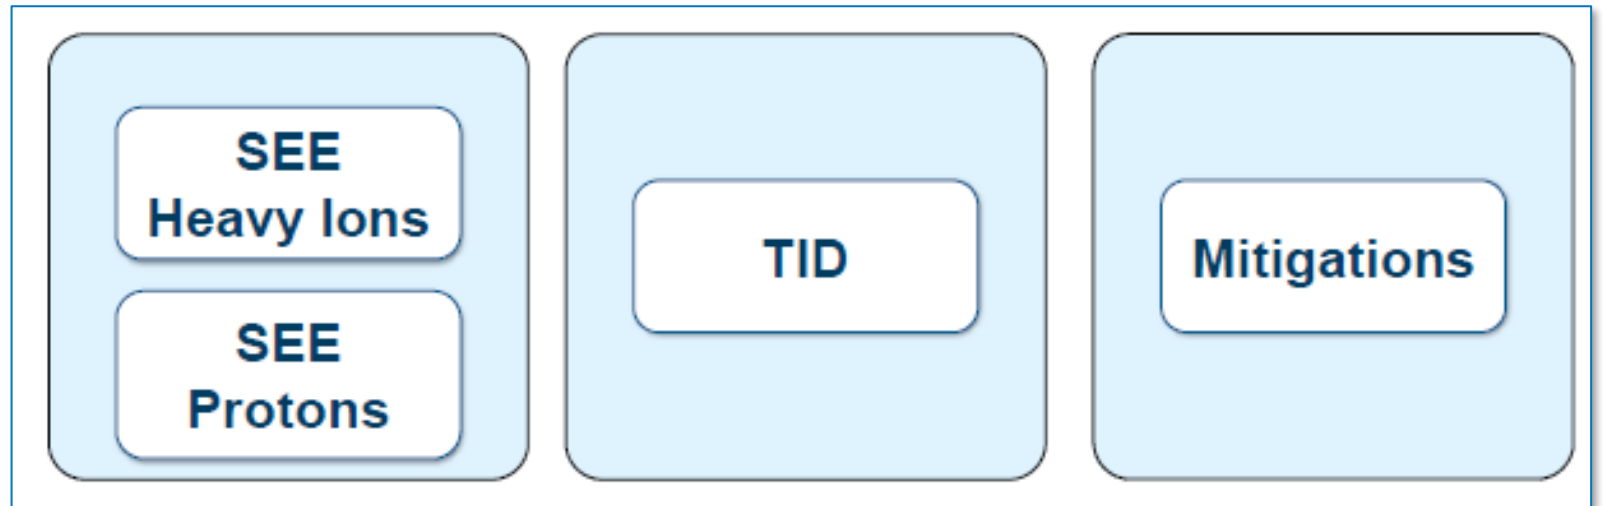 SEE
Heavy Ions
SEE
Protons
TID
Mitigations